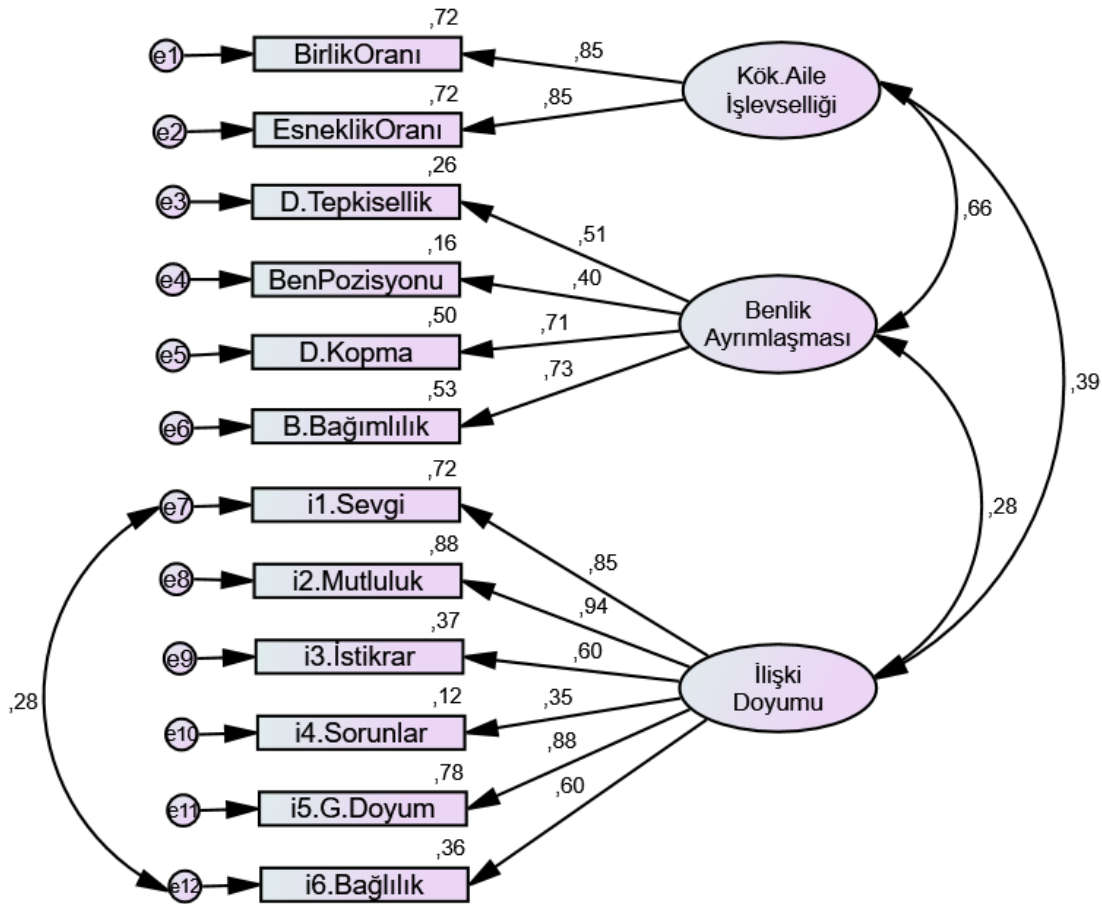 ,72
e1
BirlikOranı
,85
Kök.Aile
İşlevselliği
,72
e2
EsneklikOranı
,85
,26
e3
D.Tepkisellik
,51
,66
,16
e4
BenPozisyonu
,40
Benlik
Ayrımlaşması
,50
e5
D.Kopma
,71
,53
e6
B.Bağımlılık
,73
,39
,72
e7
i1.Sevgi
,85
,28
,88
e8
i2.Mutluluk
,94
,37
e9
i3.İstikrar
,60
İlişki
Doyumu
,28
,12
e10
i4.Sorunlar
,35
,78
e11
i5.G.Doyum
,88
,36
e12
i6.Bağlılık
,60